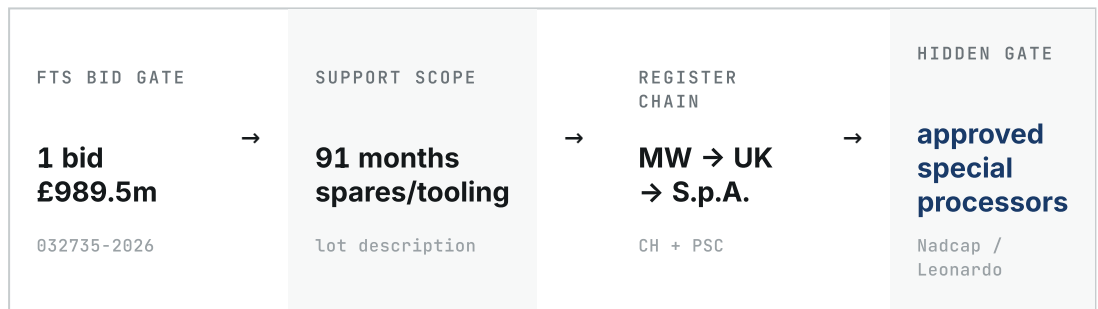 FTS BID GATE
1 bid
£989.5m
032735-2026
→
SUPPORT SCOPE
91 months
spares/tooling
lot description
→
REGISTER
CHAIN
MW → UK
→ S.p.A.
CH + PSC
→
HIDDEN GATE
approved
special
processors
Nadcap /
Leonardo